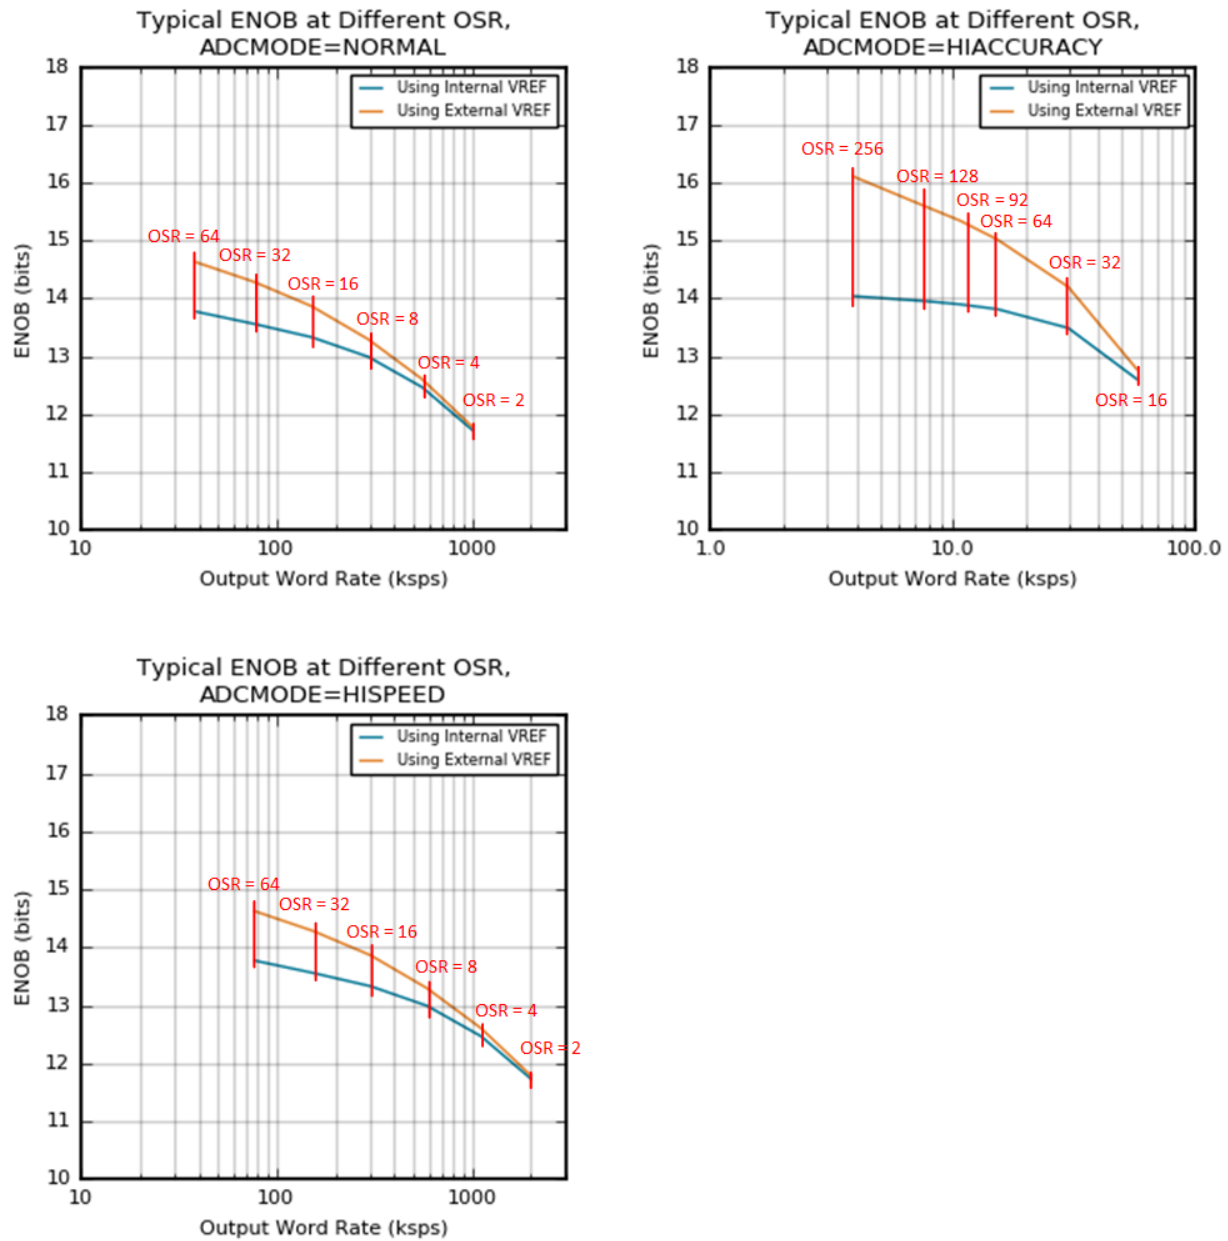 Typical ENOB at Different OSR,
ADCMODE=NORMAL
18
17
16
15
14
13
12
11
10
ENOB (bits)
Using Internal VREF
Using External VREF
OSR = 64
OSR = 32
OSR = 16
OSR = 8
OSR = 4
OSR = 2
10
100
1000
Output Word Rate (ksps)
Typical ENOB at Different OSR,
ADCMODE=HIACCURACY
18
17
16
15
14
13
12
11
10
ENOB (bits)
Using Internal VREF
Using External VREF
OSR = 256
OSR = 128
OSR = 92
OSR = 64
OSR = 32
OSR = 16
1.0
10.0
100.0
Output Word Rate (ksps)
Typical ENOB at Different OSR,
ADCMODE=HISPEED
18
17
16
15
14
13
12
11
10
ENOB (bits)
Using Internal VREF
Using External VREF
OSR = 64
OSR = 32
OSR = 16
OSR = 8
OSR = 4
OSR = 2
10
100
1000
Output Word Rate (ksps)